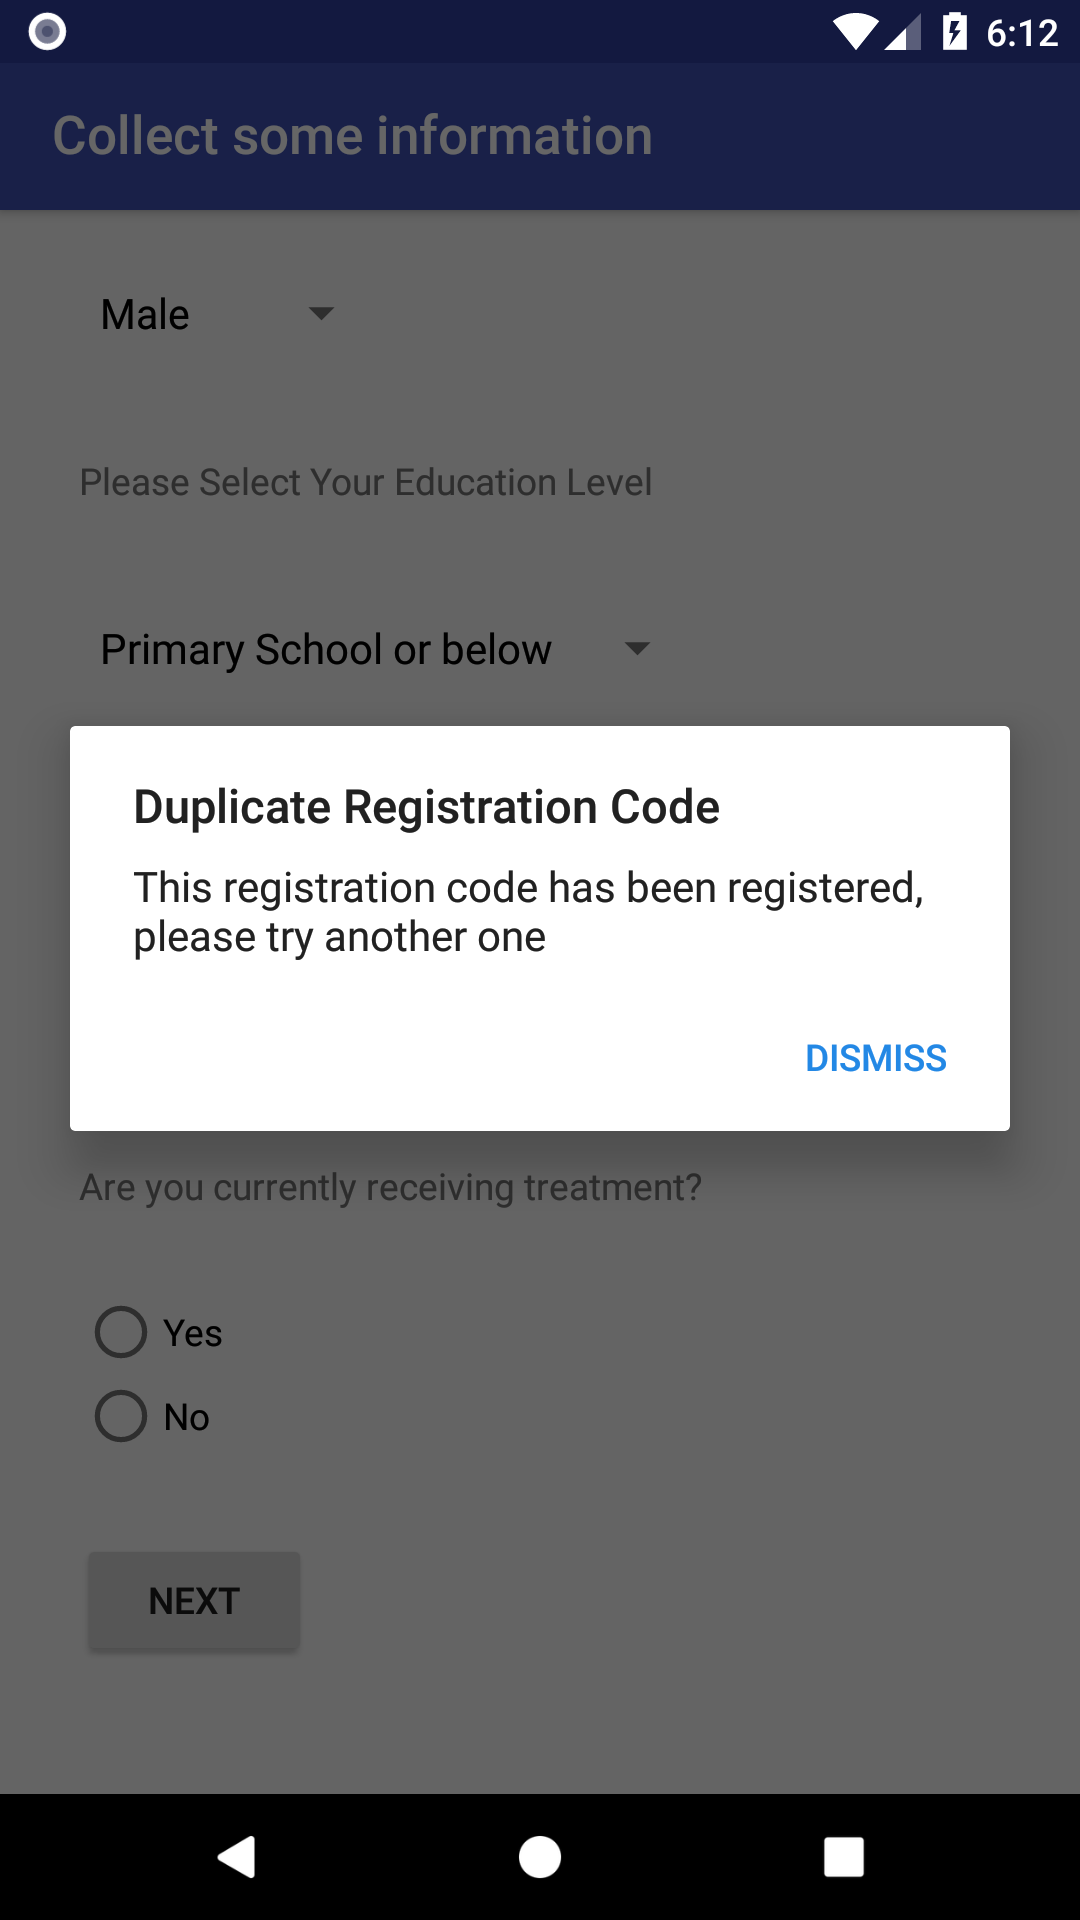 6:12
Collect some information
Male
Please Select Your Education Level
Primary School or below
Duplicate Registration Code
This registration code has been registered,
please try another one
DISMISS
Are you currently receiving treatment?
Yes
No
NEXT